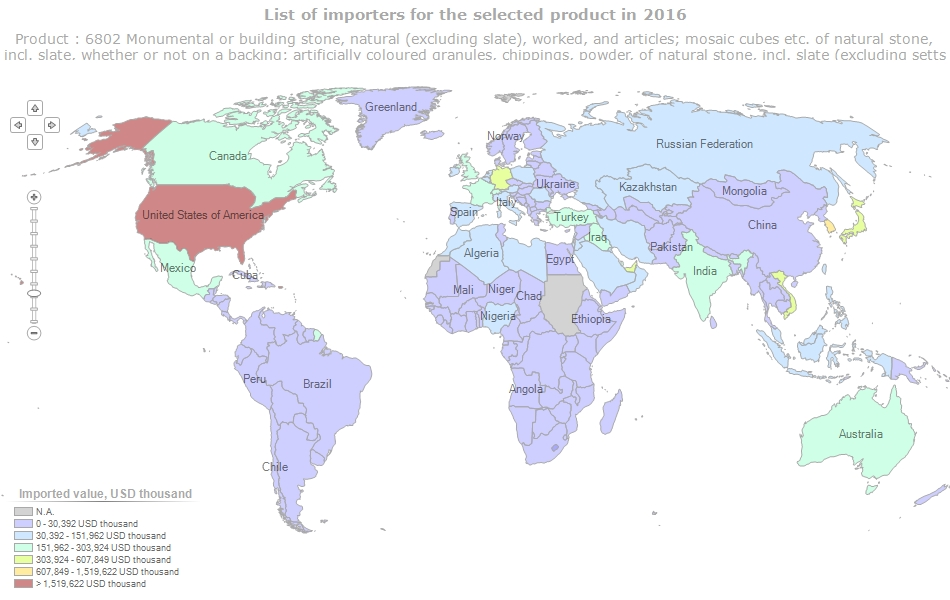 List of importers for the selected product in 2016
Product : 6802 Monumental or building stone, natural (excluding slate), worked, and articles; mosaic cubes etc. of natural stone,
incl. slate, whether or not on a backing; artificially coloured granules, chippings, powder, of natural stone, incl. slate (excluding setts
Greenland
Norway
Russian Federation
Canada
Ukraine
Kazakhstan
Mongolia
Italy
United States of America
Spain
Turkey
China
Iraq
Algeria
Pakistan
Egypt
Mexico
India
Cuba
Mali
Niger
Chad
Nigeria
Ethiopia
Peru
Brazil
Angola
Australia
Chile
Imported value, USD thousand
N.A.
0 - 30,392 USD thousand
30,392 - 151,962 USD thousand
151,962 - 303,924 USD thousand
303,924 - 607,849 USD thousand
607,849 - 1,519,622 USD thousand
> 1,519,622 USD thousand